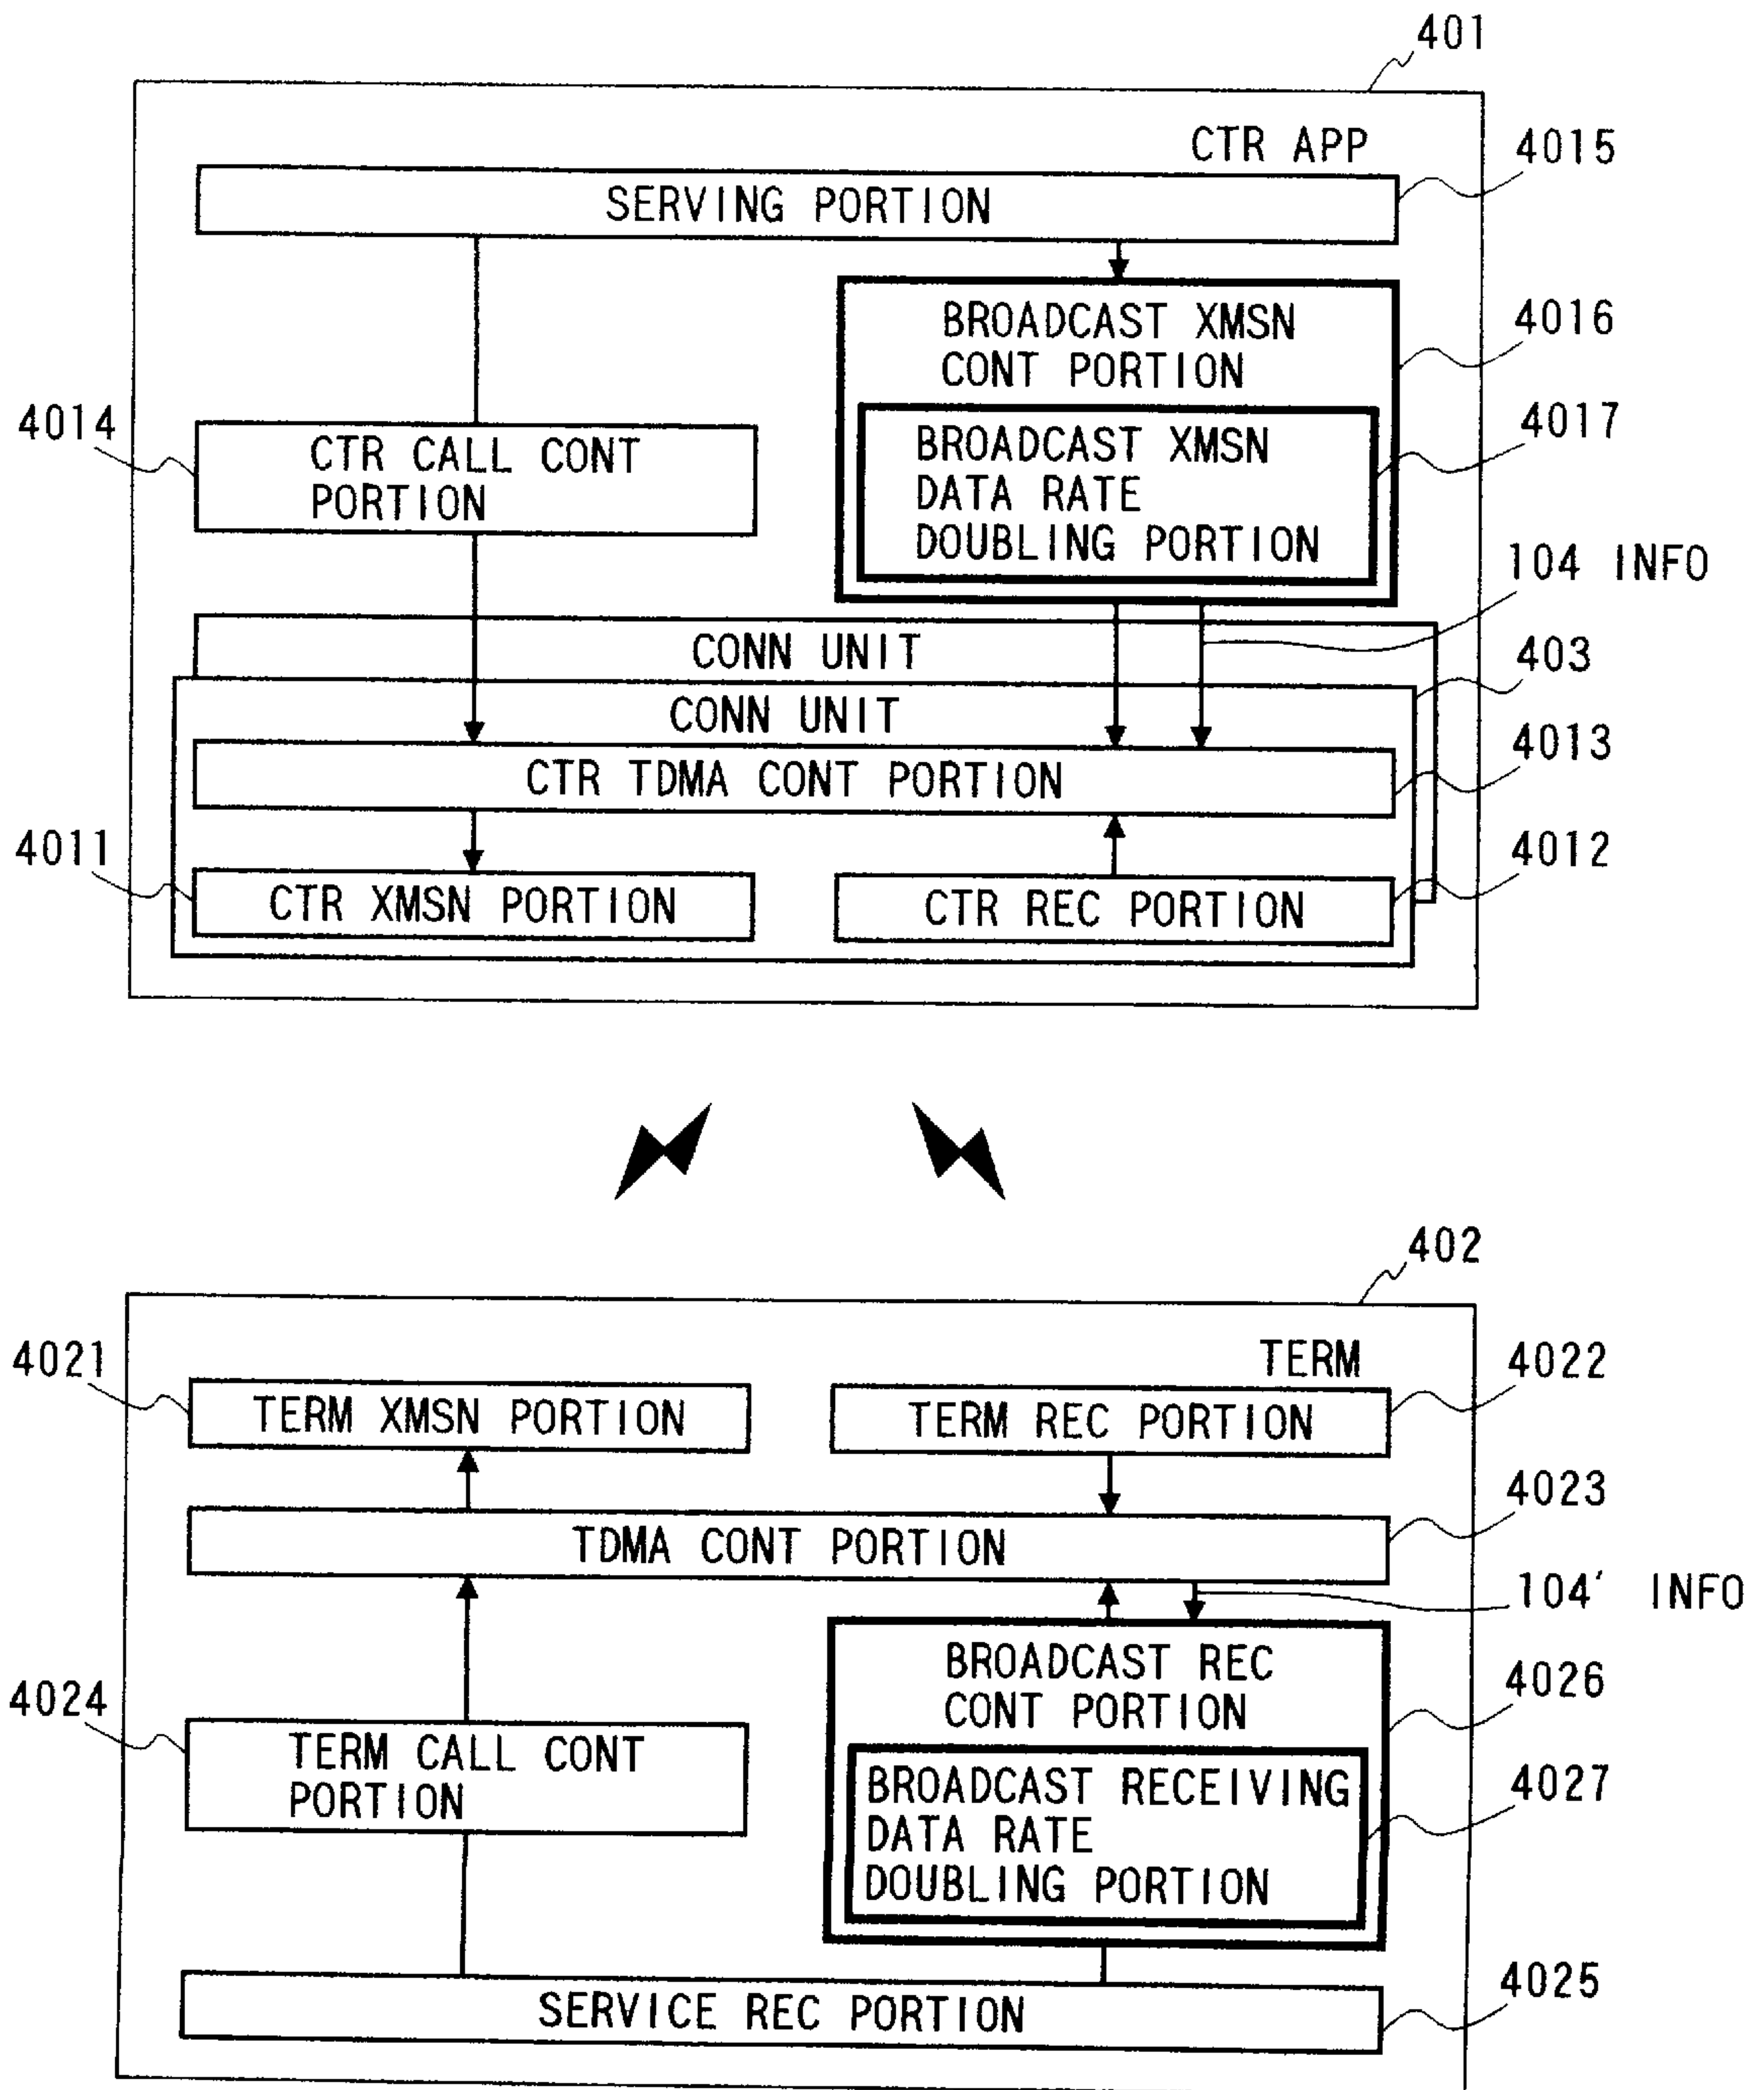 401
CTR APP
4015
SERVING PORTION
BROADCAST XMSN
CONT PORTION
4016
4014
CTR CALL CONT
PORTION
BROADCAST XMSN
DATA RATE
DOUBLING PORTION
4017
104 INFO
CONN UNIT
403
CONN UNIT
CTR TDMA CONT PORTION
4013
4011
CTR XMSN PORTION
CTR REC PORTION
4012
402
TERM
4021
TERM XMSN PORTION
TERM REC PORTION
4022
TDMA CONT PORTION
4023
104' INFO
BROADCAST REC
CONT PORTION
4026
4024
TERM CALL CONT
PORTION
BROADCAST RECEIVING
DATA RATE
DOUBLING PORTION
4027
SERVICE REC PORTION
4025